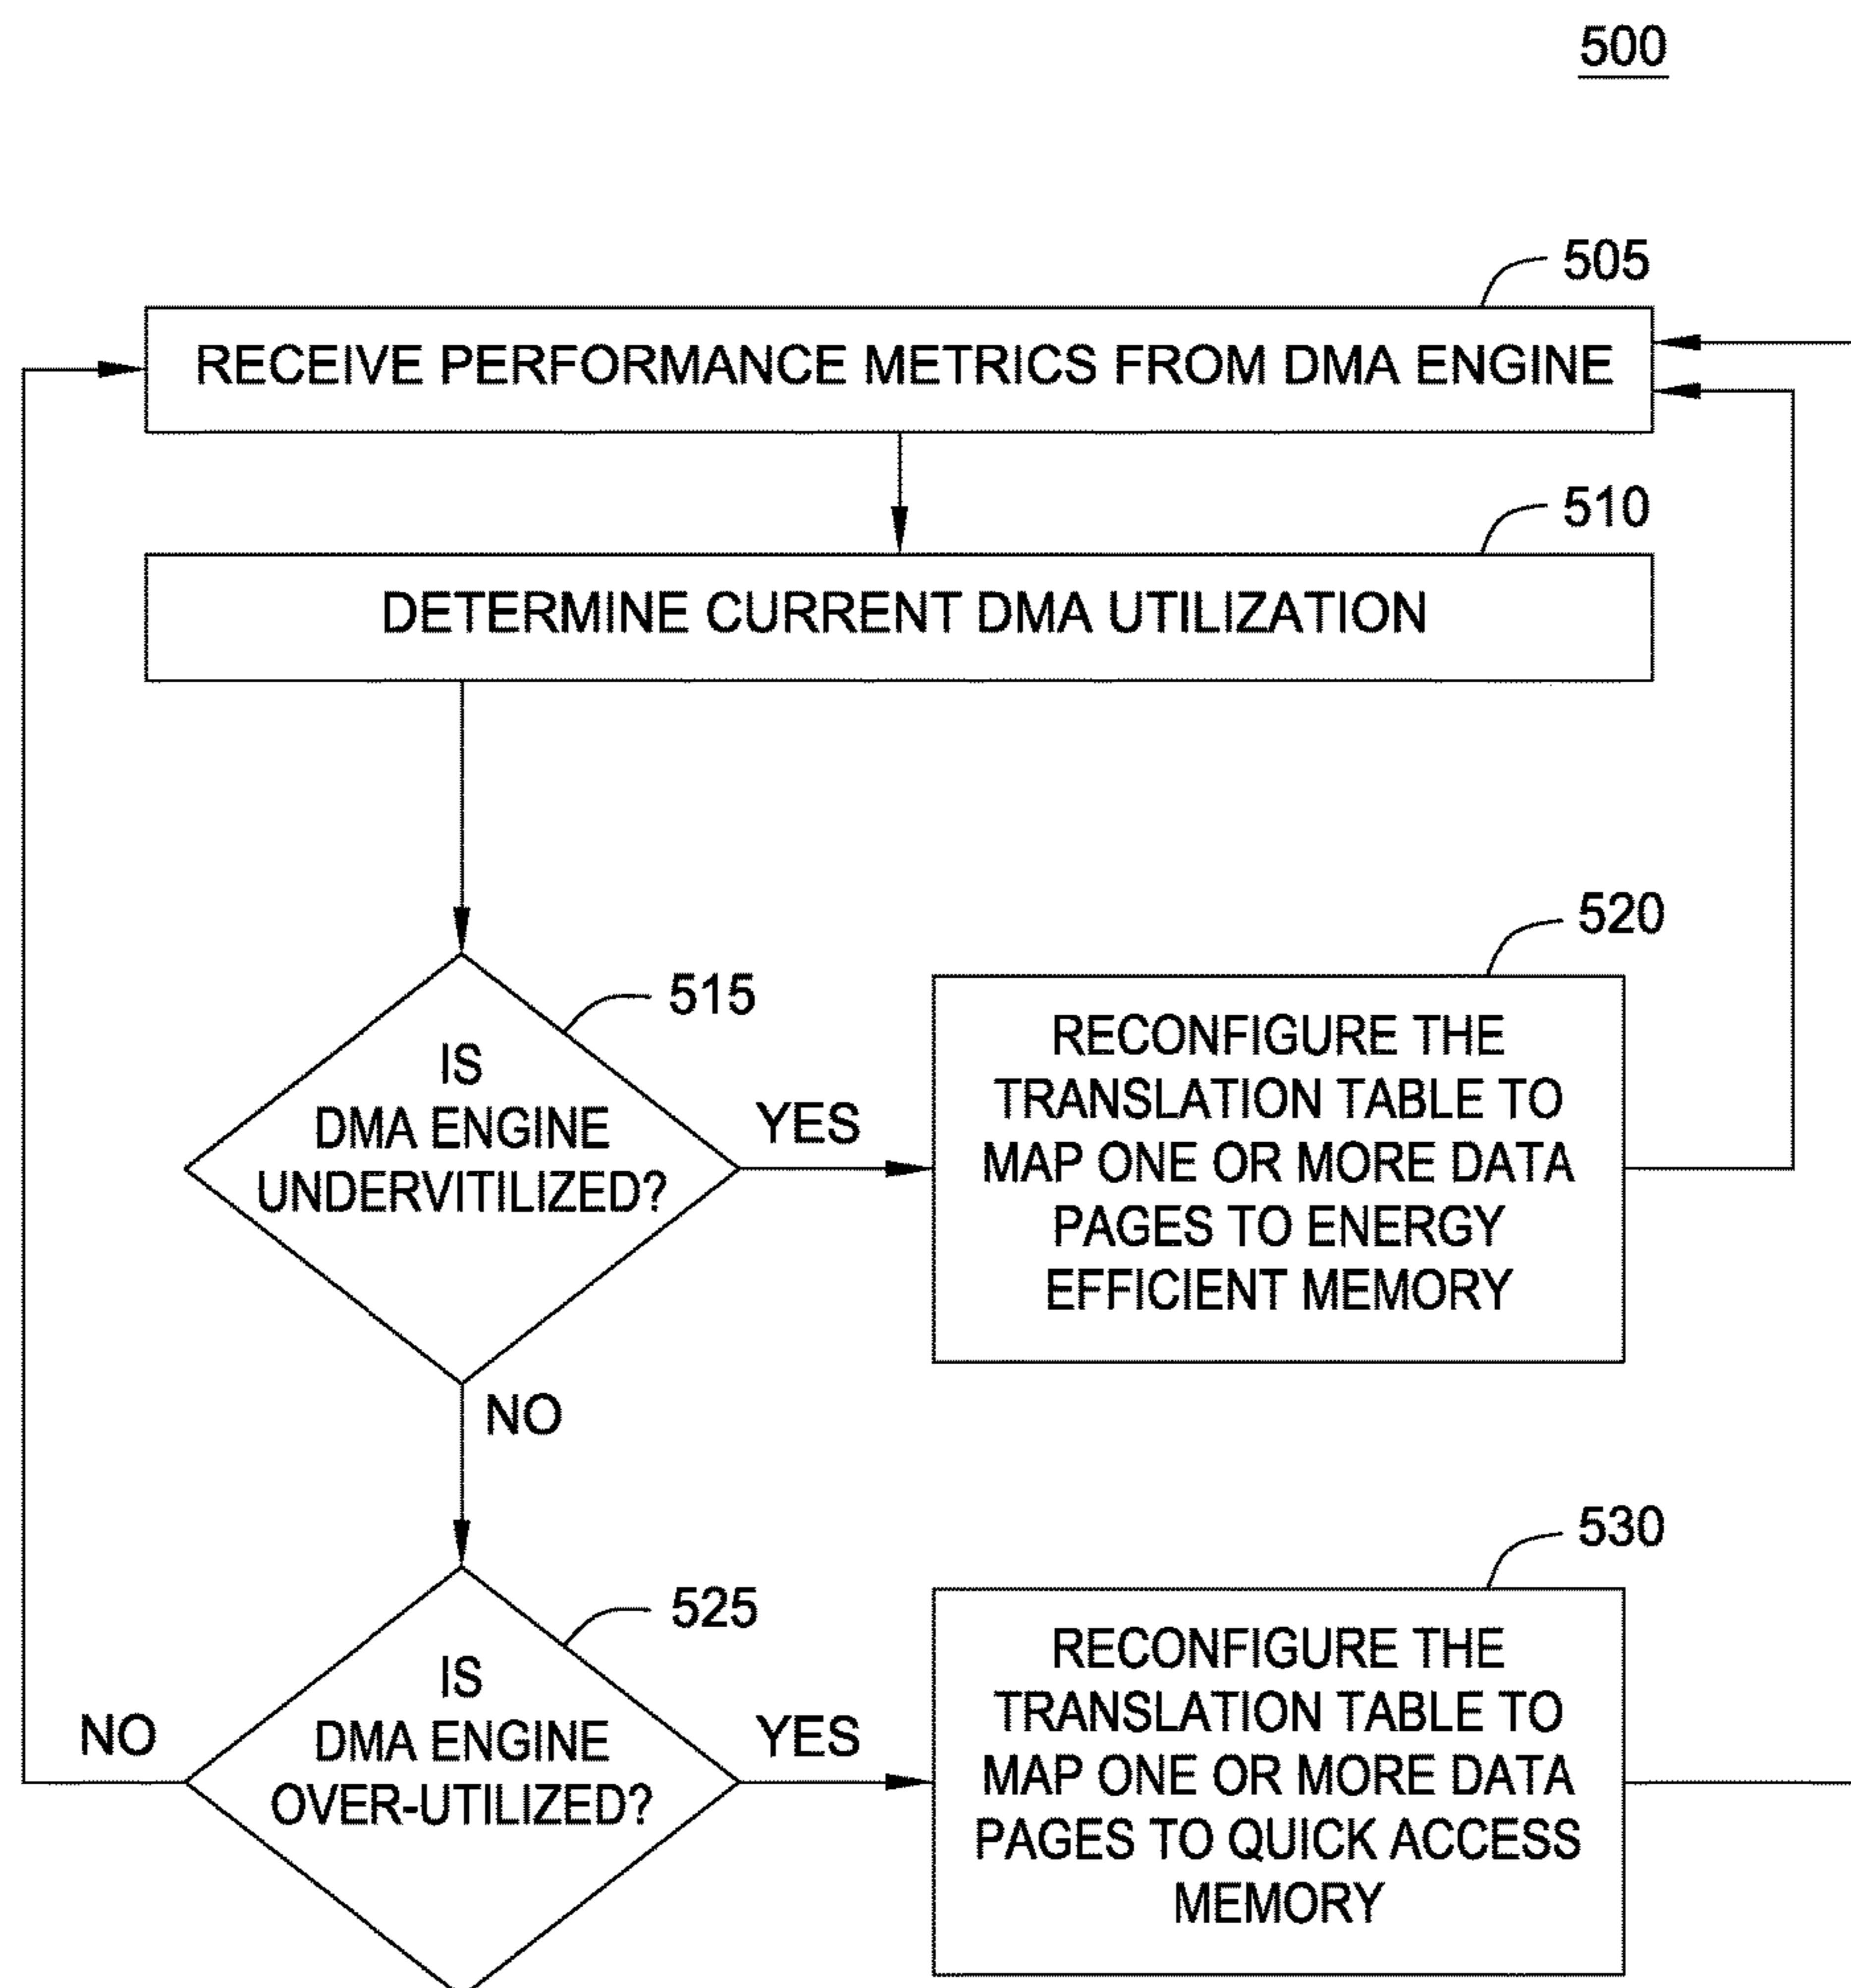 500
505
RECEIVE PERFORMANCE METRICS FROM DMA ENGINE
510
DETERMINE CURRENT DMA UTILIZATION
515
IS
DMA ENGINE
UNDERVITILIZED?
YES
NO
520
RECONFIGURE THE
TRANSLATION TABLE TO
MAP ONE OR MORE DATA
PAGES TO ENERGY
EFFICIENT MEMORY
525
IS
DMA ENGINE
OVER-UTILIZED?
NO
YES
530
RECONFIGURE THE
TRANSLATION TABLE TO
MAP ONE OR MORE DATA
PAGES TO QUICK ACCESS
MEMORY